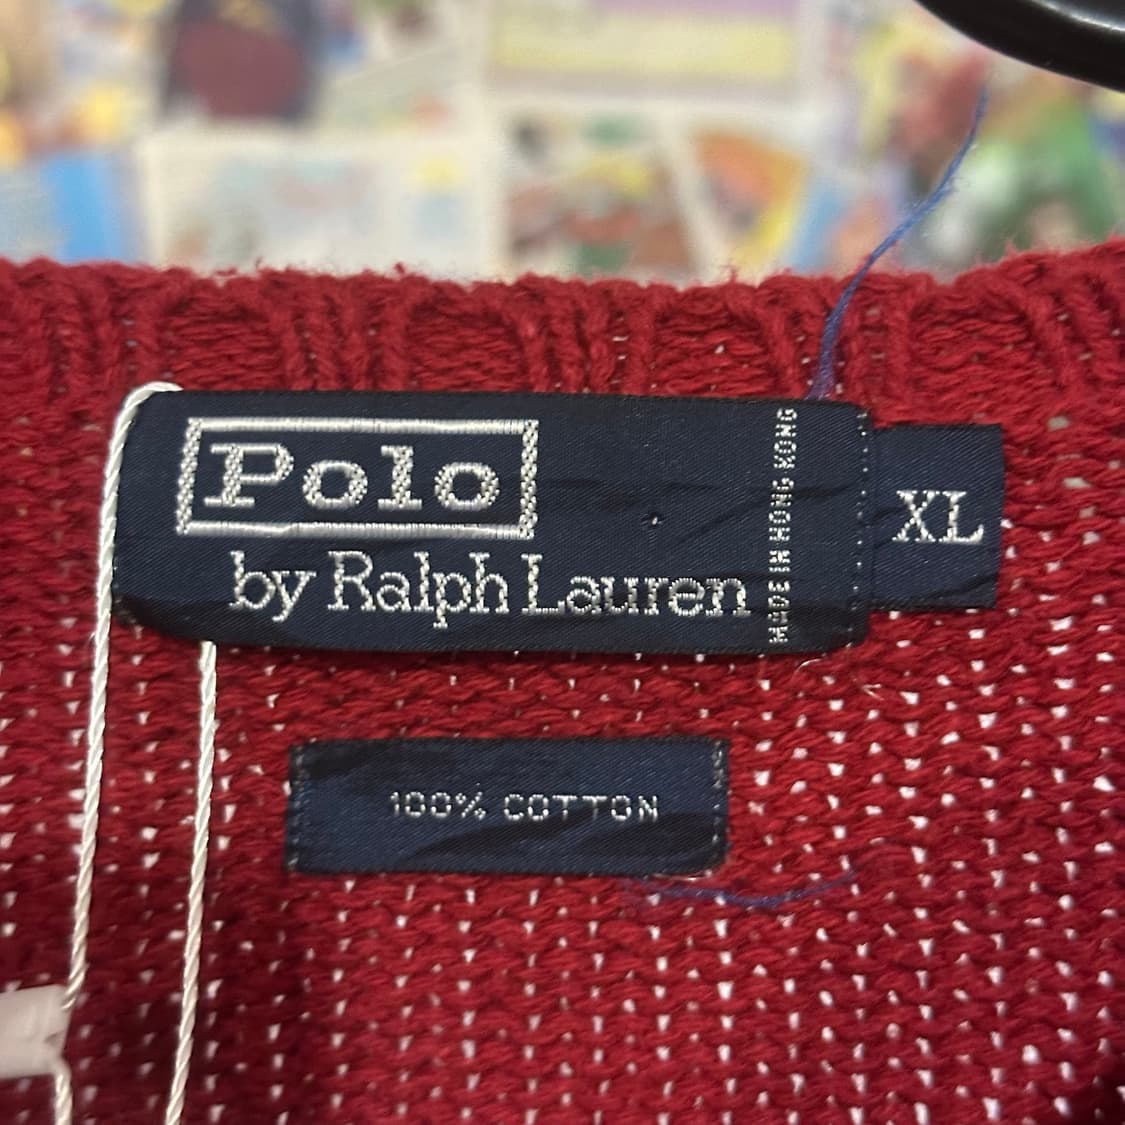 Polo
by Ralph Lauren
MADE IN HONG KONG
XL
100% COTTON